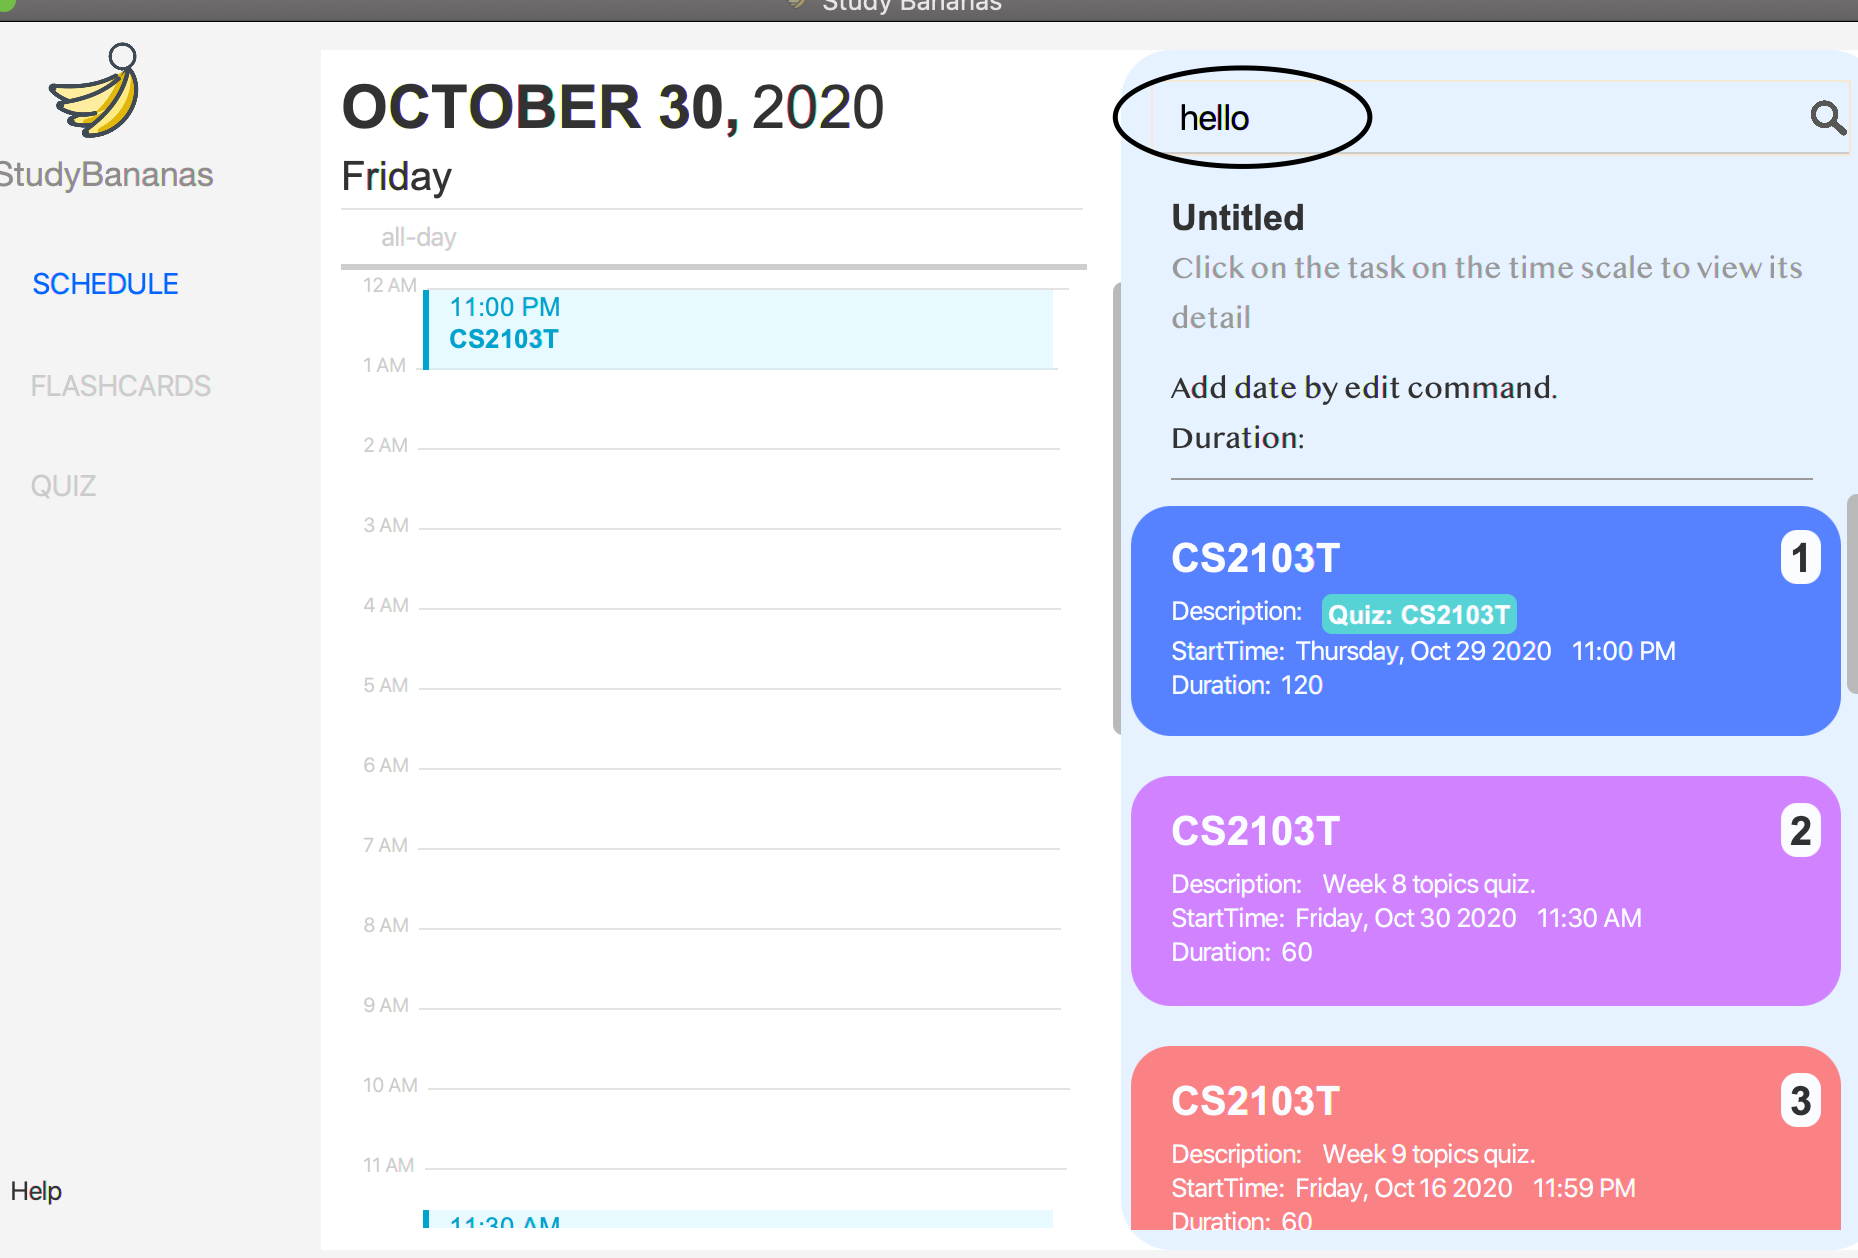 Study Bananas
StudyBananas
SCHEDULE
FLASHCARDS
QUIZ
Help
OCTOBER 30, 2020
Friday
all-day
12 AM
11:00 PM
CS2103T
1 AM
2 AM
3 AM
4 AM
5 AM
6 AM
7 AM
8 AM
9 AM
10 AM
11 AM
11:30 AM
hello
Untitled
Click on the task on the time scale to view its
detail
Add date by edit command.
Duration:
CS2103T 1
Description: Quiz: CS2103T
StartTime: Thursday, Oct 29 2020 11:00 PM
Duration: 120
CS2103T 2
Description: Week 8 topics quiz.
StartTime: Friday, Oct 30 2020 11:30 AM
Duration: 60
CS2103T 3
Description: Week 9 topics quiz.
StartTime: Friday, Oct 16 2020 11:59 PM
Duration: 60